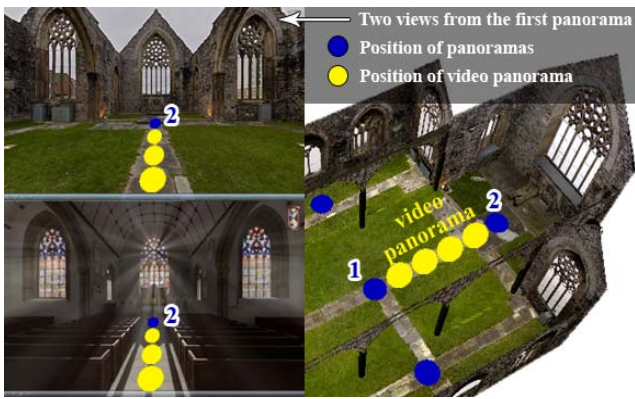 Two views from the first panorama
Position of panoramas
Position of video panorama
2
2
video
panorama
2
1